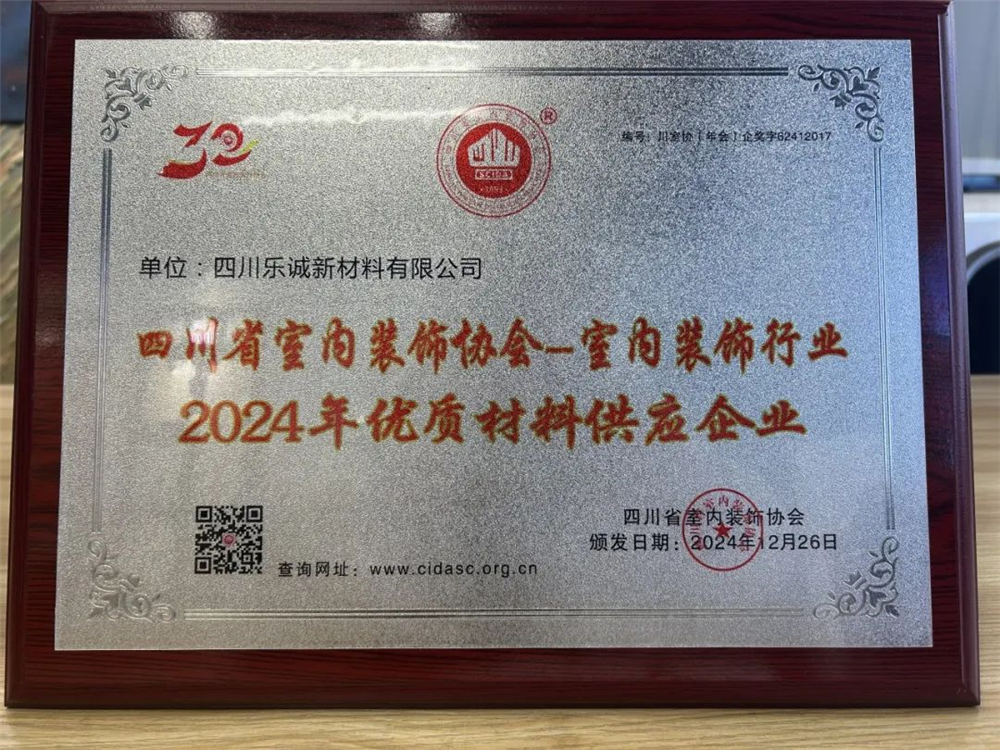 30
®
编号：川室协［年会］企奖字82412017
SCIDA
单位：四川乐诚新材料有限公司
四川省室内装饰协会—室内装饰行业
2024年优质材料供应企业
四川省室内装饰协会
颁发日期：2024年12月26日
查询网址：www.cidasc.org.cn